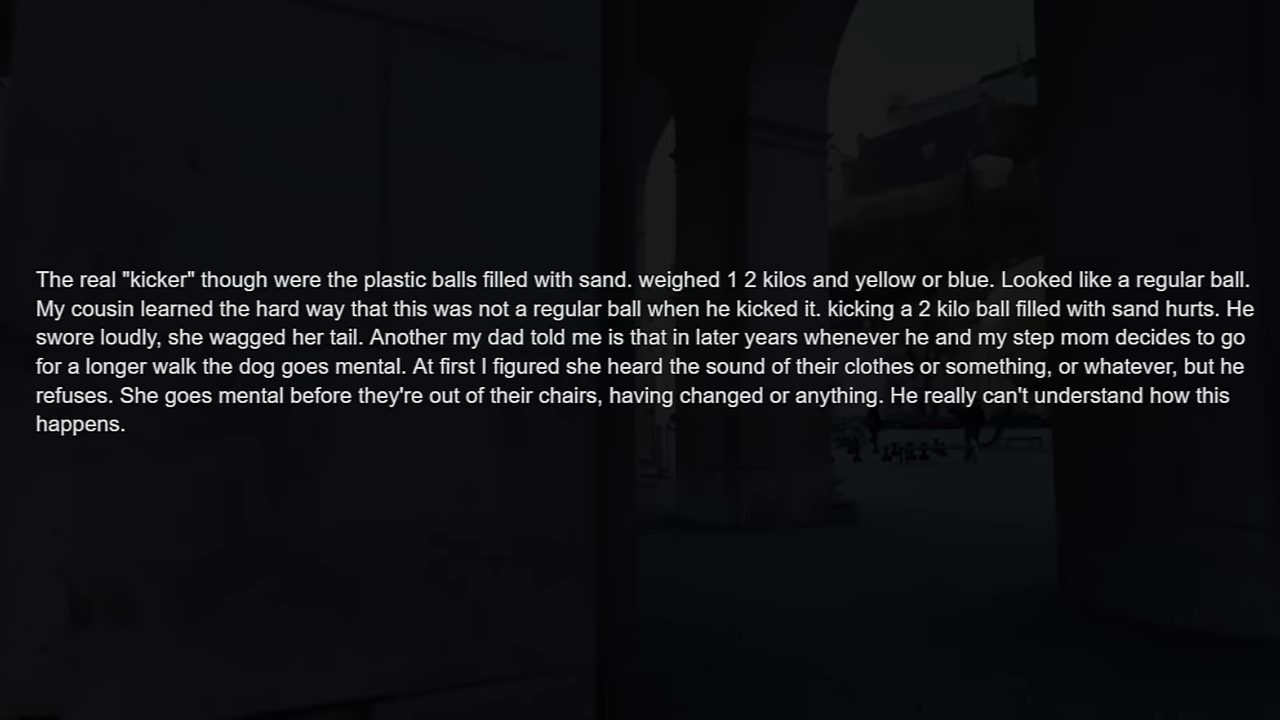 The real "kicker" though were the plastic balls filled with sand. weighed 1 2 kilos and yellow or blue. Looked like a regular ball.
My cousin learned the hard way that this was not a regular ball when he kicked it. kicking a 2 kilo ball filled with sand hurts. He
swore loudly, she wagged her tail. Another my dad told me is that in later years whenever he and my step mom decides to go
for a longer walk the dog goes mental. At first I figured she heard the sound of their clothes or something, or whatever, but he
refuses. She goes mental before they're out of their chairs, having changed or anything. He really can't understand how this
happens.